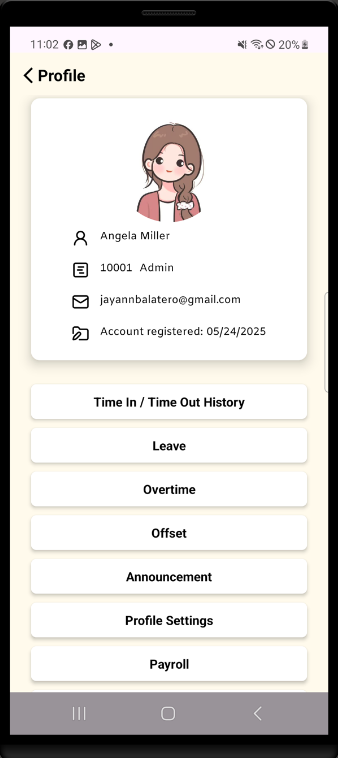 11:02 20%
Profile
Angela Miller
10001 Admin
jayannbalatero@gmail.com
Account registered: 05/24/2025
Time In / Time Out History
Leave
Overtime
Offset
Announcement
Profile Settings
Payroll